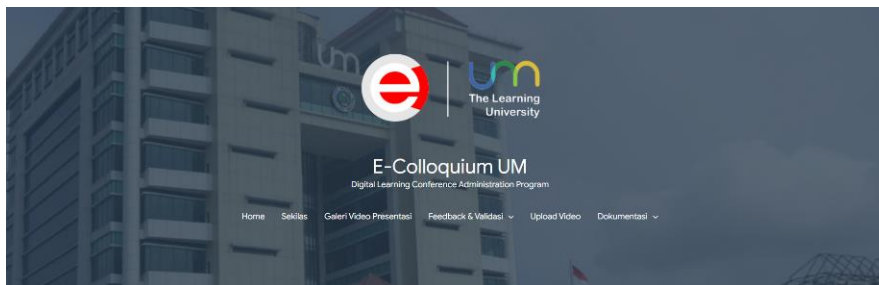 um
e
um
The Learning
University
E-Colloquium UM
Digital Learning Conference Administration Program
Home Sekilas Galeri Video Presentasi Feedback & Validasi Upload Video Dokumentasi